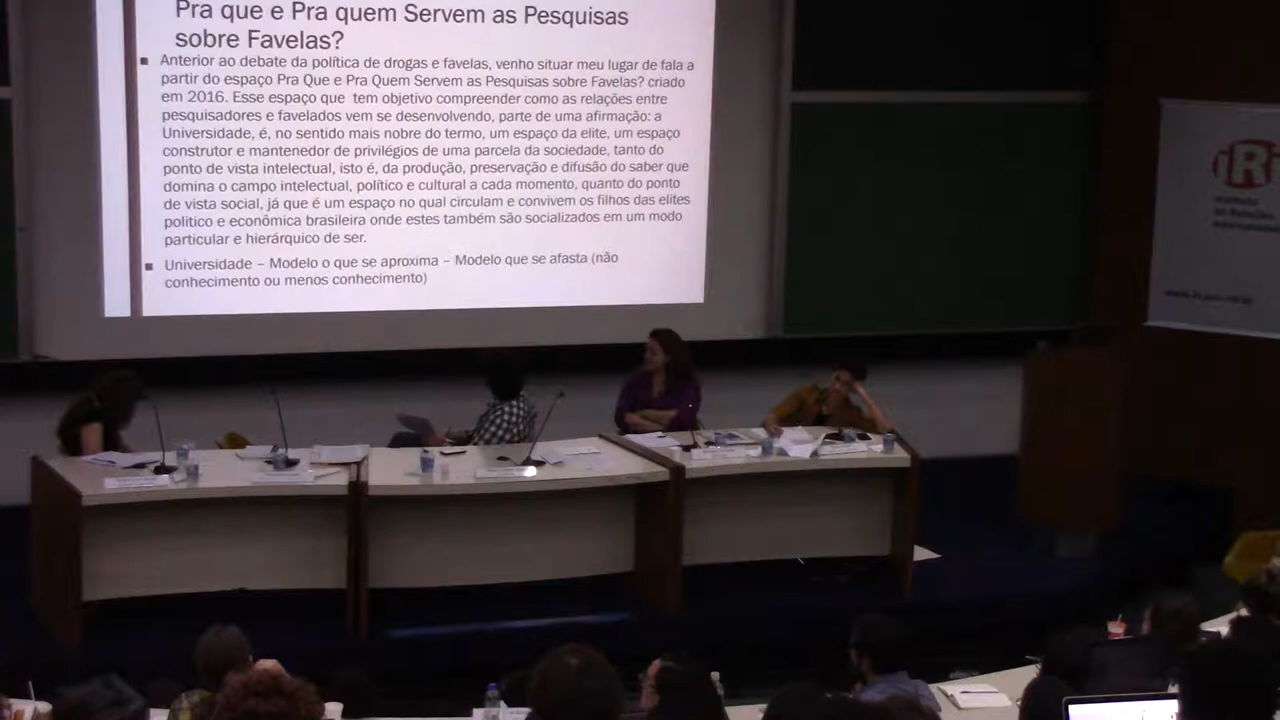 Pra que e Pra quem Servem as Pesquisas
sobre Favelas?
▪ Anterior ao debate da política de drogas e favelas, venho situar meu lugar de fala a
partir do espaço Pra Que e Pra Quem Servem as Pesquisas sobre Favelas? criado
em 2016. Esse espaço que tem objetivo compreender como as relações entre
pesquisadores e favelados vem se desenvolvendo, parte de uma afirmação: a
Universidade, é, no sentido mais nobre do termo, um espaço da elite, um espaço
construtor e mantenedor de privilégios de uma parcela da sociedade, tanto do
ponto de vista intelectual, isto é, da produção, preservação e difusão do saber que
domina o campo intelectual, político e cultural a cada momento, quanto do ponto
de vista social, já que é um espaço no qual circulam e convivem os filhos das elites
politico e econômica brasileira onde estes também são socializados em um modo
particular e hierárquico de ser.
▪ Universidade – Modelo o que se aproxima – Modelo que se afasta (não
conhecimento ou menos conhecimento)
iRi